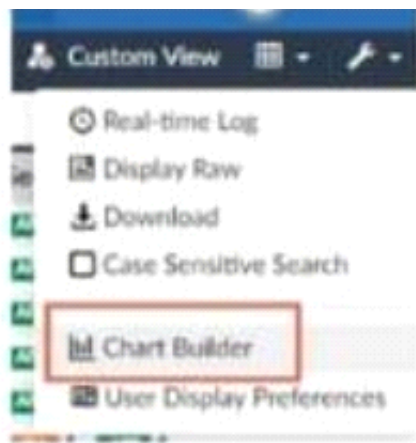 Custom View
Real-time Log
Display Raw
Download
Case Sensitive Search
Chart Builder
User Display Preferences